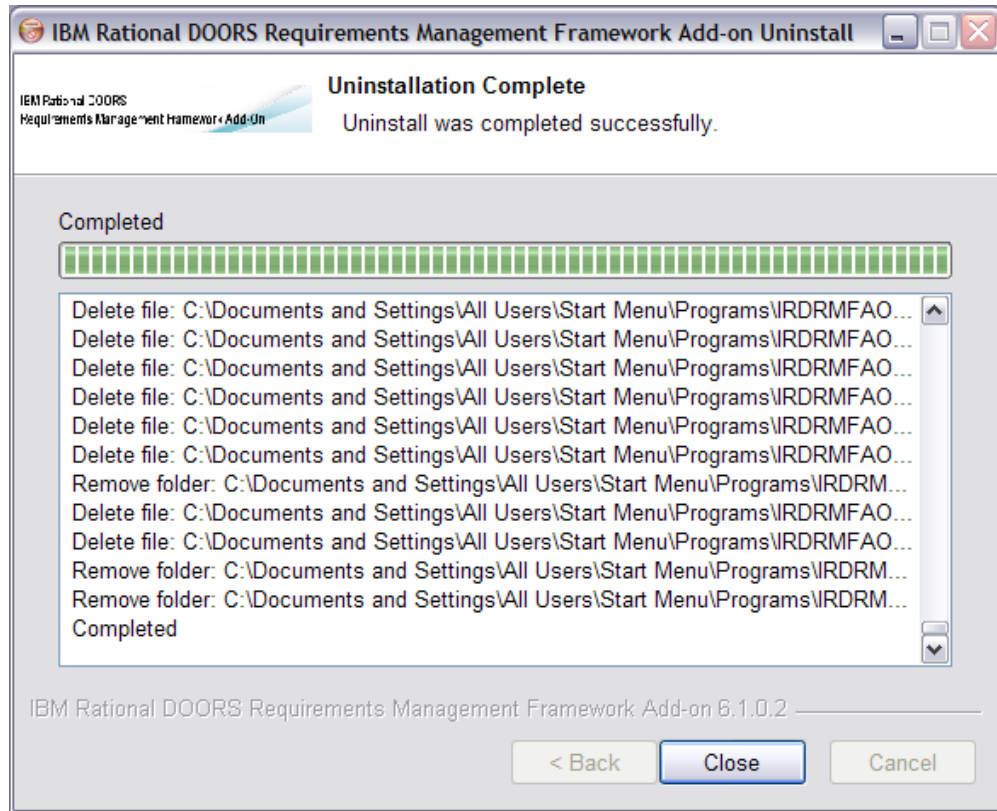 IBM Rational DOORS Requirements Management Framework Add-on Uninstall
IBM Rational DOORS
Requirements Management Framework Add-On
Uninstallation Complete
Uninstall was completed successfully.
Completed
Delete file: C:\Documents and Settings\All Users\Start Menu\Programs\IRDRMFAO...
Delete file: C:\Documents and Settings\All Users\Start Menu\Programs\IRDRMFAO...
Delete file: C:\Documents and Settings\All Users\Start Menu\Programs\IRDRMFAO...
Delete file: C:\Documents and Settings\All Users\Start Menu\Programs\IRDRMFAO...
Delete file: C:\Documents and Settings\All Users\Start Menu\Programs\IRDRMFAO...
Delete file: C:\Documents and Settings\All Users\Start Menu\Programs\IRDRMFAO...
Remove folder: C:\Documents and Settings\All Users\Start Menu\Programs\IRDRM...
Delete file: C:\Documents and Settings\All Users\Start Menu\Programs\IRDRMFAO...
Delete file: C:\Documents and Settings\All Users\Start Menu\Programs\IRDRMFAO...
Remove folder: C:\Documents and Settings\All Users\Start Menu\Programs\IRDRM...
Remove folder: C:\Documents and Settings\All Users\Start Menu\Programs\IRDRM...
Completed
IBM Rational DOORS Requirements Management Framework Add-on 6.1.0.2
< Back
Close
Cancel